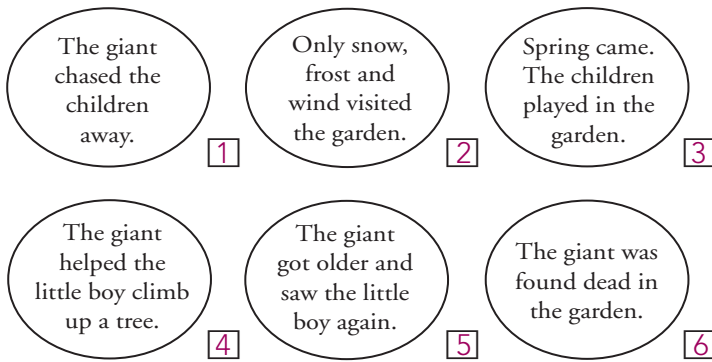 The giant
chased the
children
away.
1
Only snow,
frost and
wind visited
the garden.
2
Spring came.
The children
played in the
garden.
3
The giant
helped the
little boy climb
up a tree.
4
The giant
got older and
saw the little
boy again.
5
The giant was
found dead in
the garden.
6